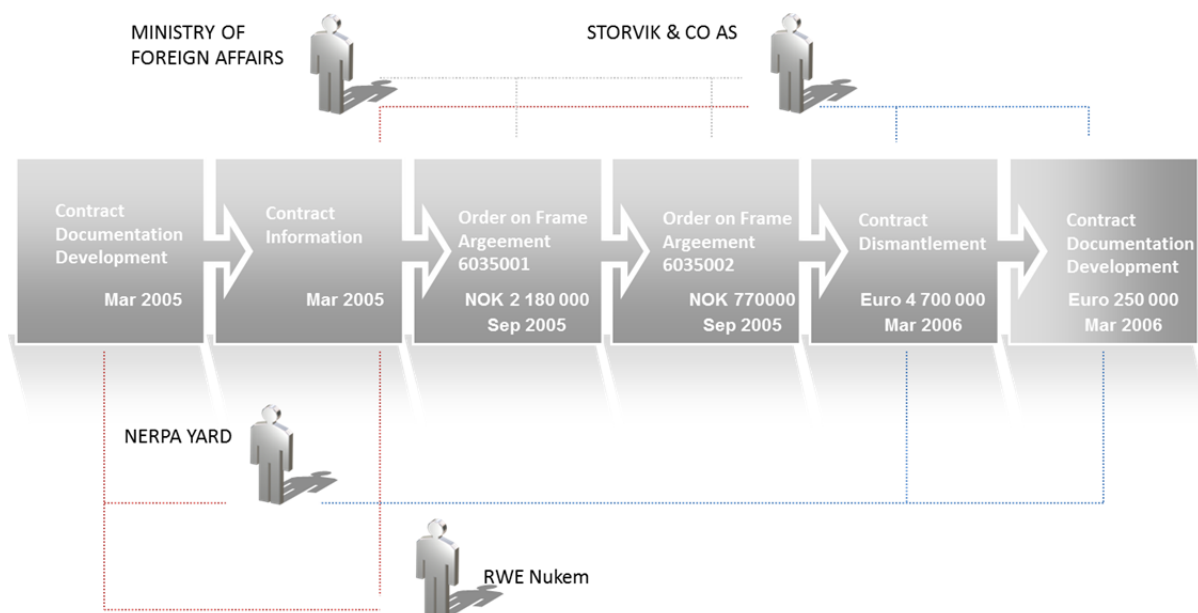 MINISTRY OF
FOREIGN AFFAIRS
STORVIK & CO AS
Contract
Documentation
Development
Mar 2005
Contract
Information
Mar 2005
Order on Frame
Argeement
6035001
NOK 2 180 000
Sep 2005
Order on Frame
Argeement
6035002
NOK 770000
Sep 2005
Contract
Dismantlement
Euro 4 700 000
Mar 2006
Contract
Documentation
Development
Euro 250 000
Mar 2006
NERPA YARD
RWE Nukem